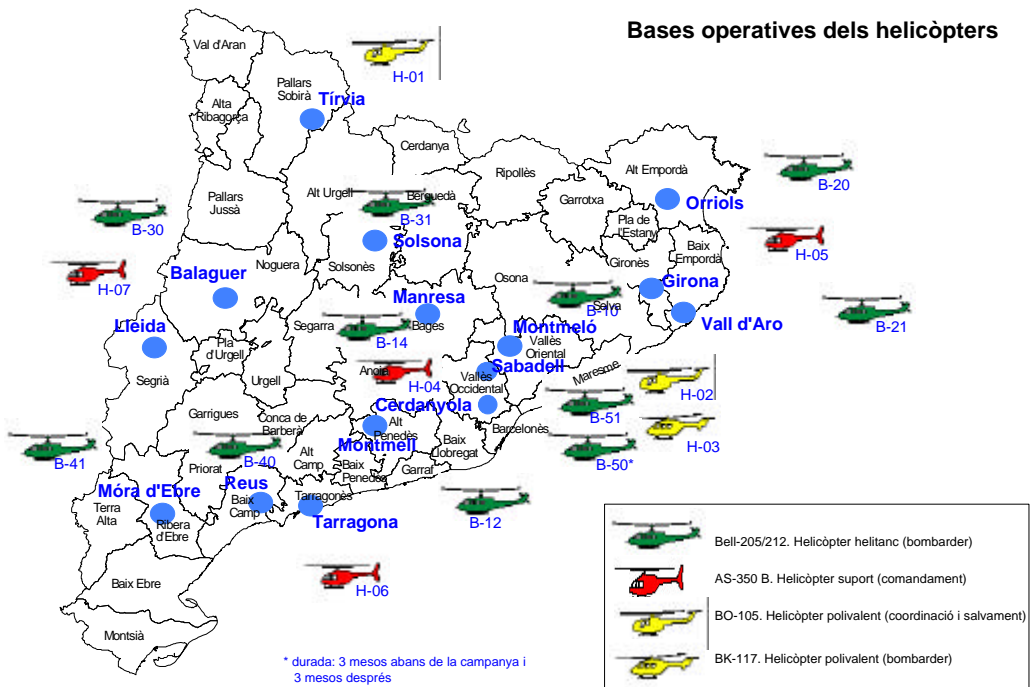 Bases operatives dels helicòpters
Val d'Aran
H-01
Pallars
Sobirà
Tírvia
Alta
Ribagorça
Cerdanya
Ripollès
Alt Empordà
B-20
Pallars
Jussà
Alt Urgell
Berguedà
B-31
Garrotxa
Orriols
B-30
Pla de
l'Estany
Solsona
Baix
Empordà
H-05
Noguera
Solsonès
Gironès
H-07
Balaguer
Osona
Girona
Manresa
B-10
Selva
Lleida
Segarra
B-14
Bages
Montmeló
Vall d'Aro
B-21
Pla
d'Urgell
Vallès
Oriental
Segrià
Urgell
Anoia
H-04
Sabadell
Vallès
Occidental
Maresme
H-02
Cerdanyola
B-51
Garrigues
Conca de
Barberà
Alt
Penedès
Barcelonès
H-03
Montmell
Baix
Llobregat
B-41
B-40
Alt
Camp
B-50*
Priorat
Baix
Penedès
Garraf
Móra d'Ebre
Reus
Terra
Alta
Baix
Camp
Tarragonès
B-12
Ribera
d'Ebre
Tarragona
Baix Ebre
H-06
Montsià
* durada: 3 mesos abans de la campanya i
3 mesos després
Bell-205/212. Helicòpter helitanc (bombarder)
AS-350 B. Helicòpter suport (comandament)
BO-105. Helicòpter polivalent (coordinació i salvament)
BK-117. Helicòpter polivalent (bombarder)